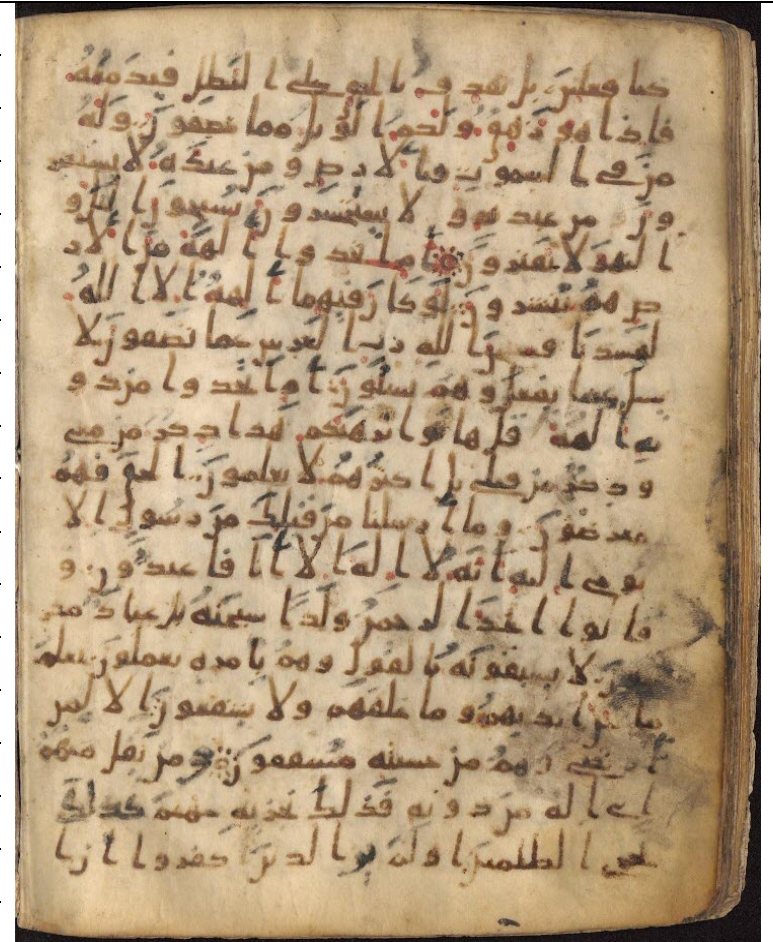 كنا فعلين بل نقذف بالحق على البطل فيدمغه
فاذا هو زهق ولكم الويل مما تصفون وله
من في السموت والارض ومن عنده لا يستكبر
ون عن عبدته ولا يستحسرون يسبحون اليل و
النهر لا يفترون ام اتخذوا الهة من الار
ض هم ينشرون لو كان فيهما الهة الا الله
لفسدتا فسبحن الله رب العرش عما يصفون لا
يسل عما يفعل وهم يسلون ام اتخذوا من دو
نه الهة قل هاتوا برهنكم هذا ذكر من معي
وذكر من قبلي بل اكثرهم لا يعلمون الحق فهم
معرضون وما ارسلنا من قبلك من رسول الا
نوحي اليه انه لا اله الا انا فاعبدون و
قالوا اتخذ الرحمن ولدا سبحنه بل عباد مكر
مون لا يسبقونه بالقول وهم بامره يعملون يعلم
ما بين ايديهم وما خلفهم ولا يشفعون الا لمن
ارتضى وهم من خشيته مشفقون ومن يقل منهم
اني اله من دونه فذلك نجزيه جهنم كذلك
نجزي الظلمين اولم ير الذين كفروا ان ا